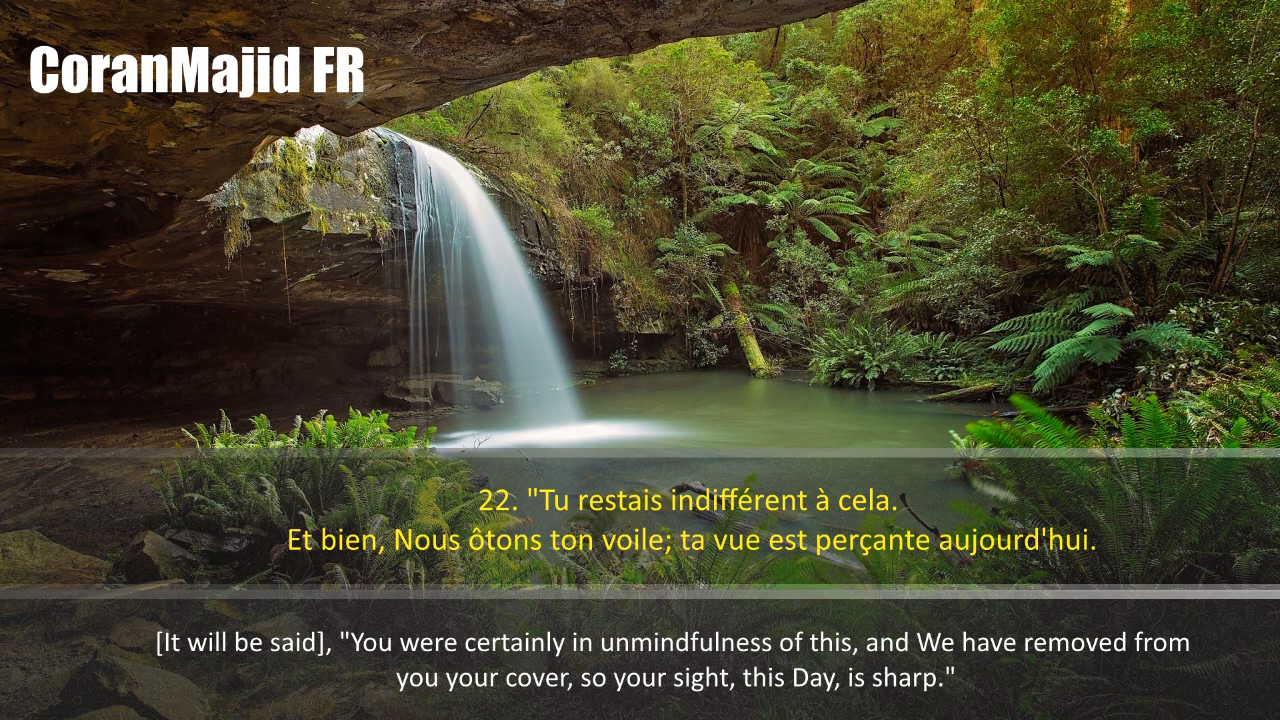 CoranMajid FR
22. "Tu restais indifférent à cela.
Et bien, Nous ôtons ton voile; ta vue est perçante aujourd'hui.
[It will be said], "You were certainly in unmindfulness of this, and We have removed from
you your cover, so your sight, this Day, is sharp."